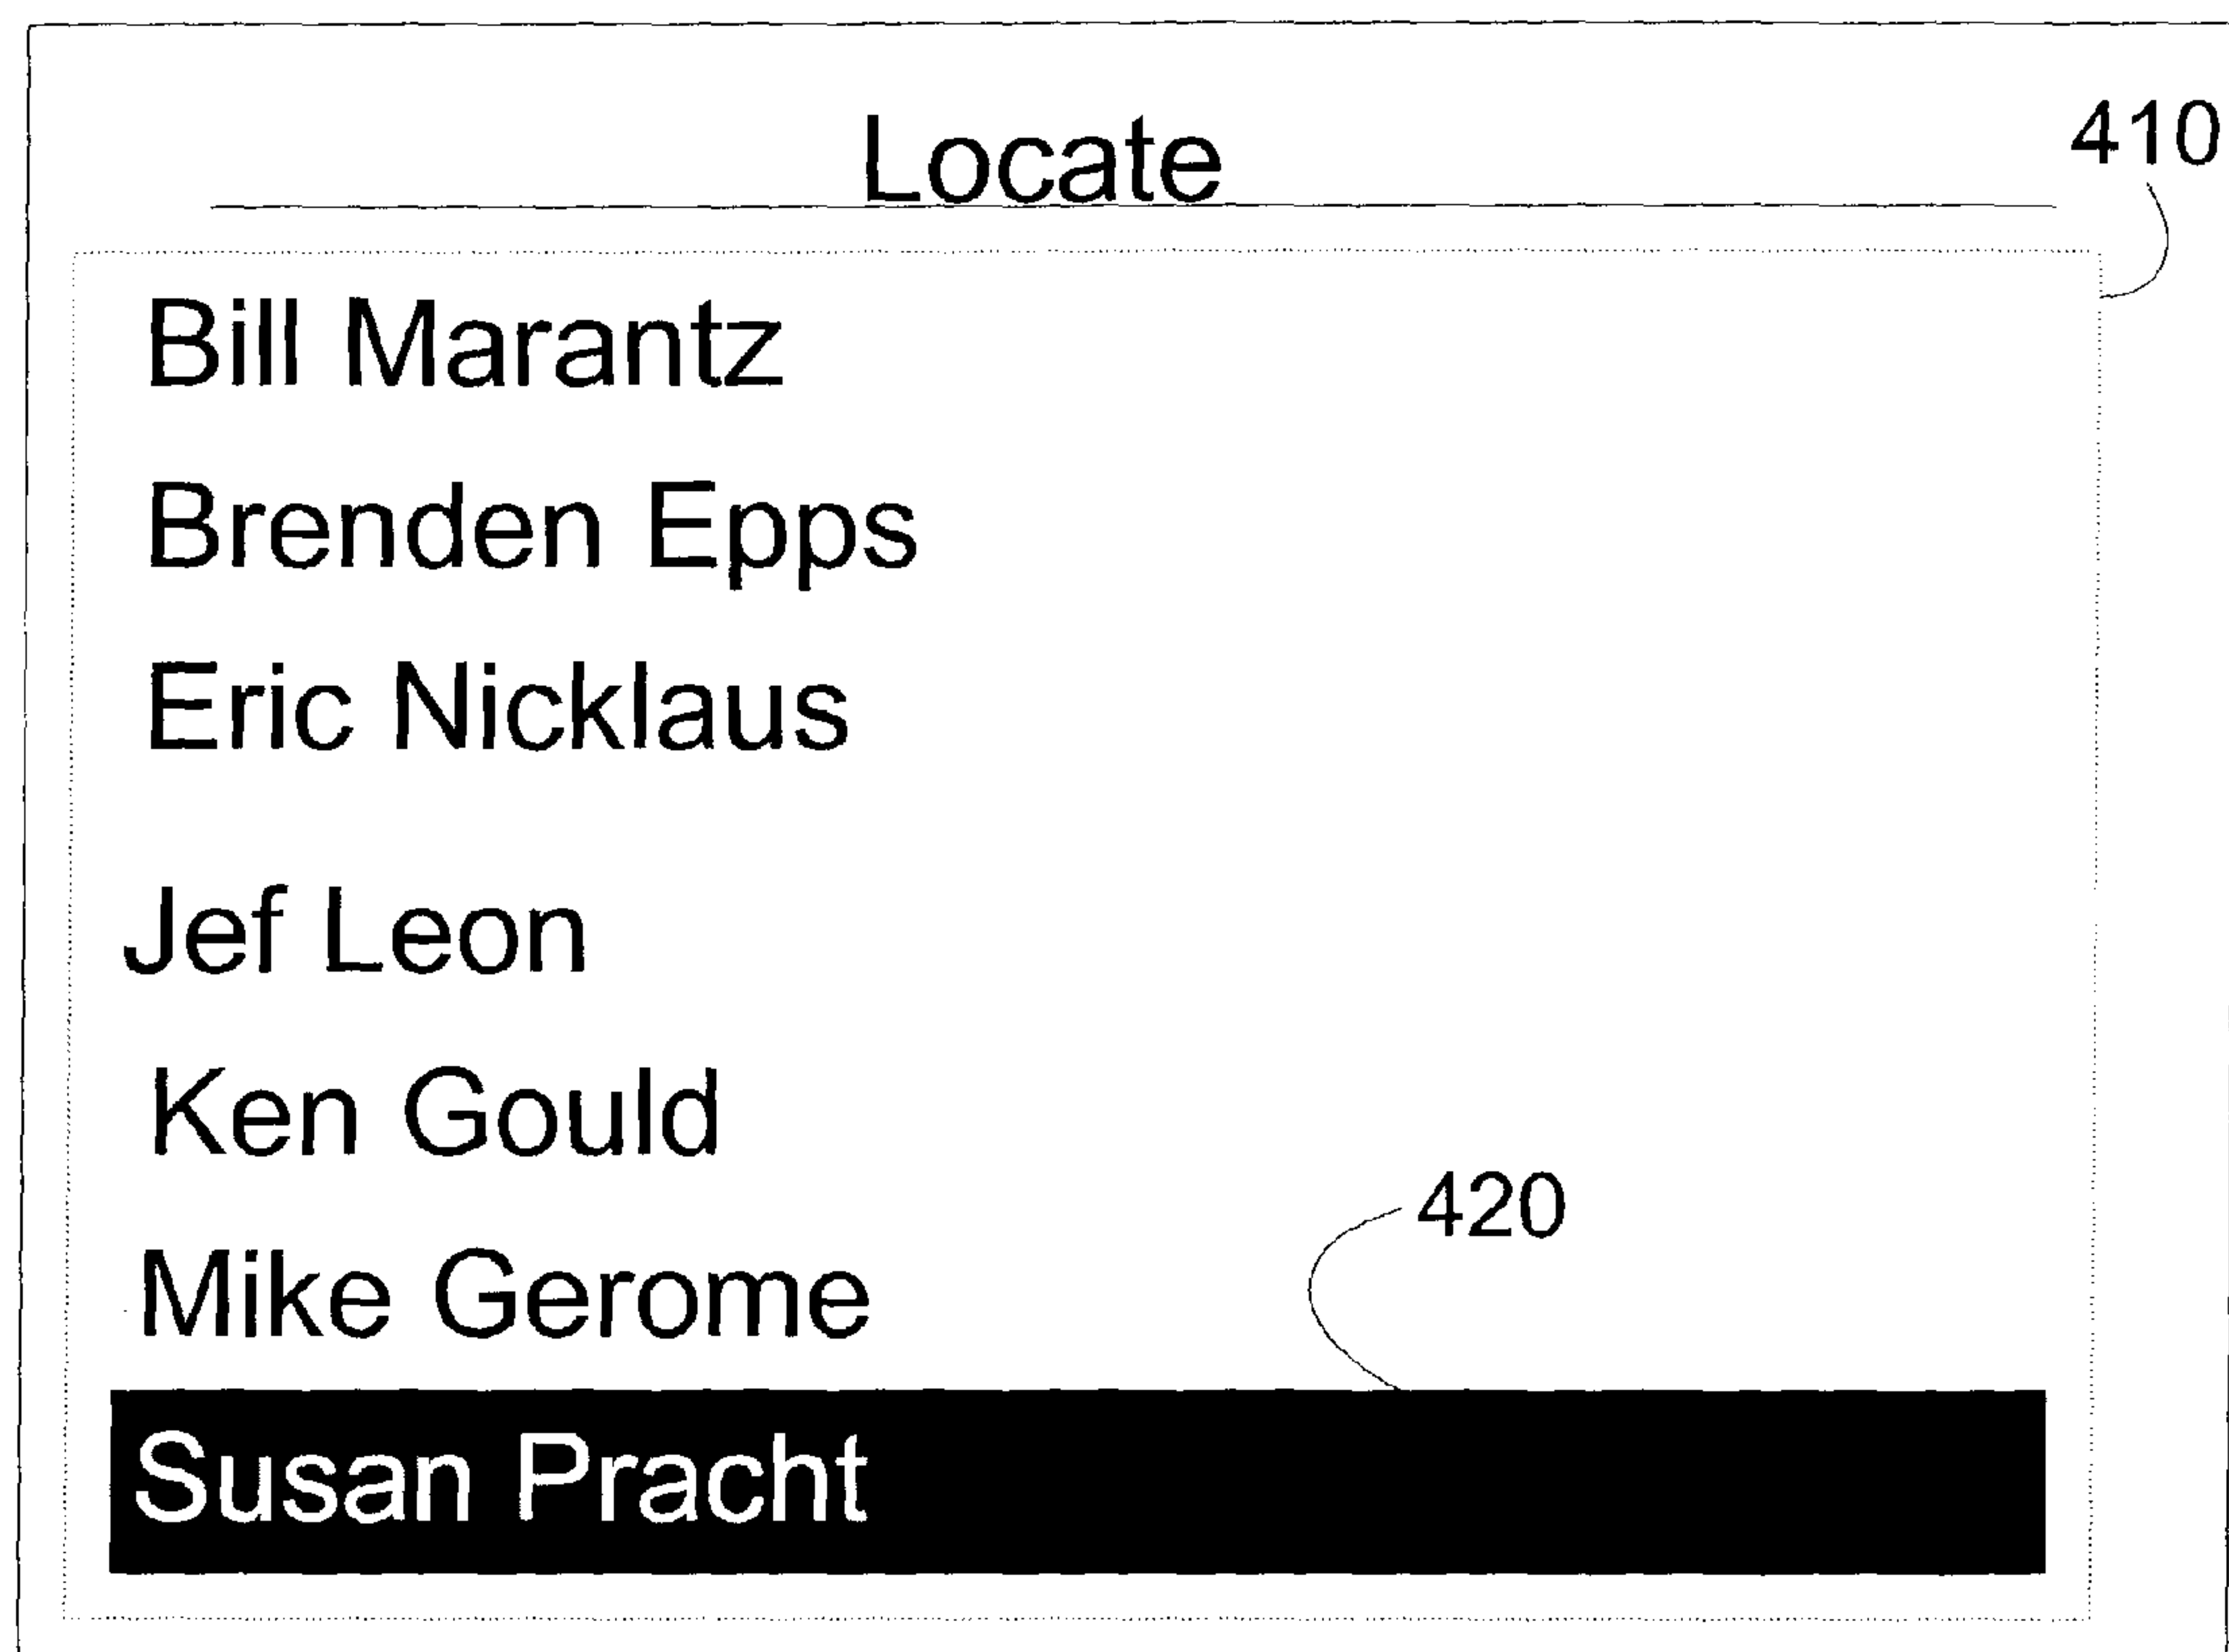 Locate
410
Bill Marantz
Brenden Epps
Eric Nicklaus
Jef Leon
Ken Gould
420
Mike Gerome
Susan Pracht